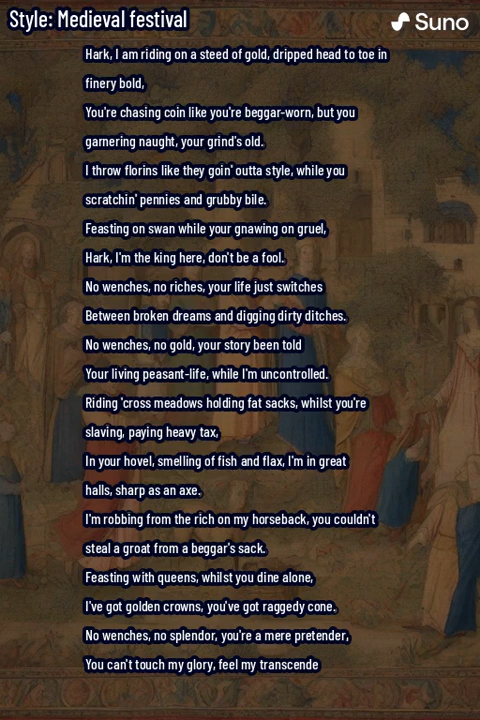 Style: Medieval festival
Suno
Hark, I am riding on a steed of gold, dripped head to toe in
finery bold,
You're chasing coin like you're beggar-worn, but you
garnering naught, your grind's old.
I throw florins like they goin' outta style, while you
scratchin' pennies and grubby bile.
Feasting on swan while your gnawing on gruel,
Hark, I'm the king here, don't be a fool.
No wenches, no riches, your life just switches
Between broken dreams and digging dirty ditches.
No wenches, no gold, your story been told
Your living peasant-life, while I'm uncontrolled.
Riding 'cross meadows holding fat sacks, whilst you're
slaving, paying heavy tax,
In your hovel, smelling of fish and flax, I'm in great
halls, sharp as an axe.
I'm robbing from the rich on my horseback, you couldn't
steal a groat from a beggar's sack.
Feasting with queens, whilst you dine alone,
I've got golden crowns, you've got raggedy cone.
No wenches, no splendor, you're a mere pretender,
You can't touch my glory, feel my transcende